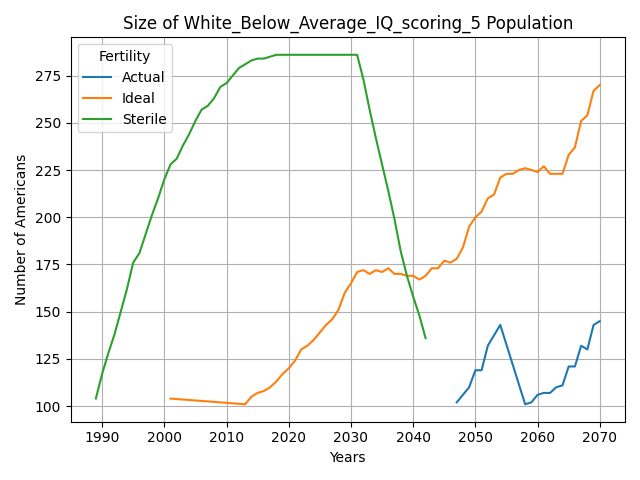 Size of White_Below_Average_IQ_scoring_5 Population
Fertility
Actual
Ideal
Sterile
Number of Americans
275
250
225
200
175
150
125
100
1990 2000 2010 2020 2030 2040 2050 2060 2070
Years